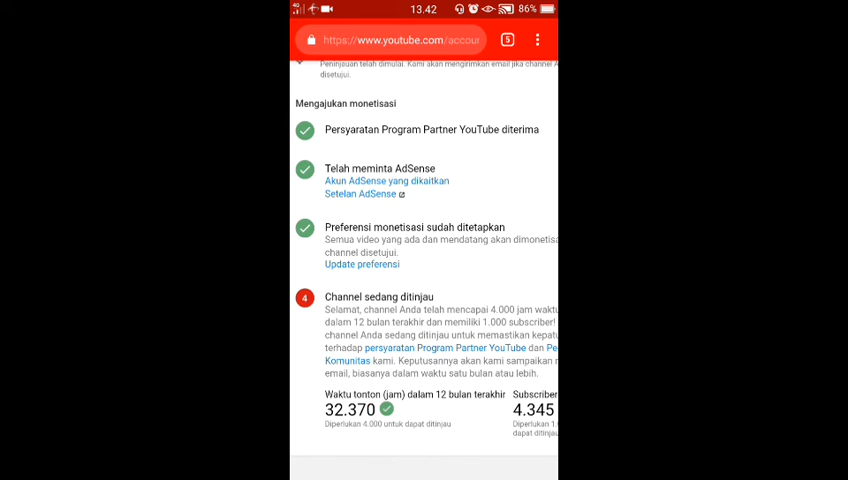 4G 13.42 86%
https://www.youtube.com/accoun 5
Peninjauan telah dimulai. Kami akan mengirimkan email jika channel A
disetujui.
Mengajukan monetisasi
Persyaratan Program Partner YouTube diterima
Telah meminta AdSense
Akun AdSense yang dikaitkan
Setelan AdSense
Preferensi monetisasi sudah ditetapkan
Semua video yang ada dan mendatang akan dimonetisa
channel disetujui.
Update preferensi
4 Channel sedang ditinjau
Selamat, channel Anda telah mencapai 4.000 jam waktu
dalam 12 bulan terakhir dan memiliki 1.000 subscriber!
channel Anda sedang ditinjau untuk memastikan kepatu
terhadap persyaratan Program Partner YouTube dan Pe
Komunitas kami. Keputusannya akan kami sampaikan m
email, biasanya dalam waktu satu bulan atau lebih.
Waktu tonton (jam) dalam 12 bulan terakhir Subscriber
32.370 4.345
Diperlukan 4.000 untuk dapat ditinjau Diperlukan 1.
dapat ditinjau